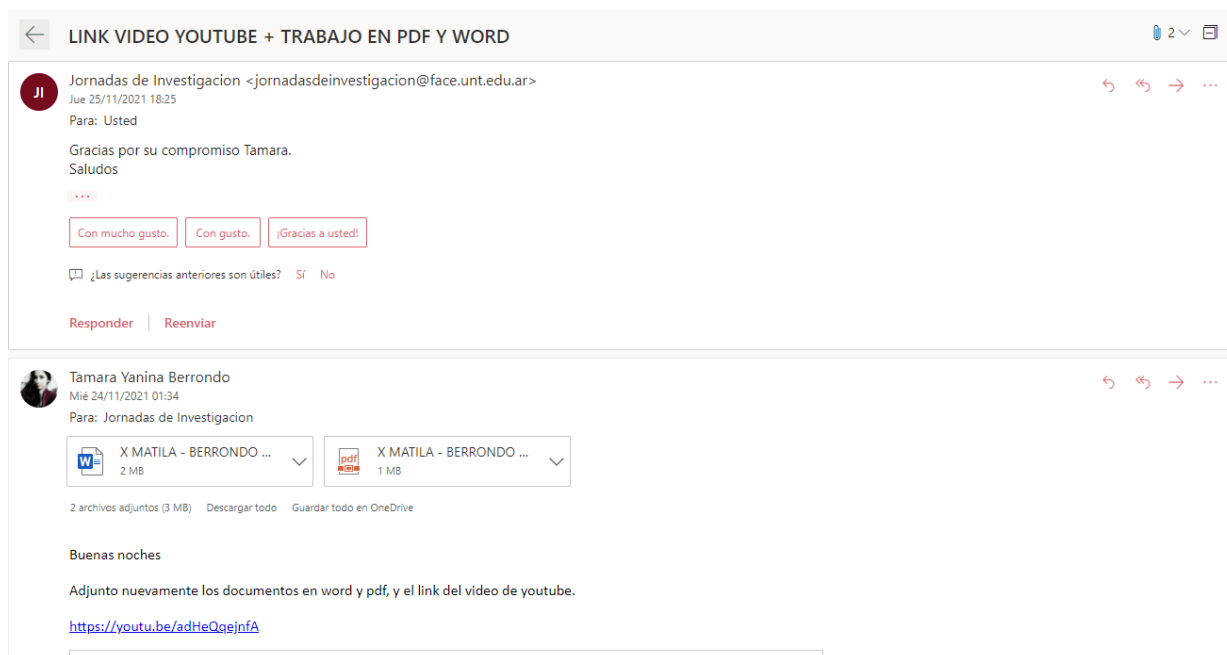 LINK VIDEO YOUTUBE + TRABAJO EN PDF Y WORD
2
JI
Jornadas de Investigacion <jornadasdeinvestigacion@face.unt.edu.ar>
Jue 25/11/2021 18:25
Para: Usted
Gracias por su compromiso Tamara.
Saludos
...
Con mucho gusto. Con gusto. ¡Gracias a usted!
¿Las sugerencias anteriores son útiles? Sí No
Responder Reenviar
Tamara Yanina Berrondo
Mié 24/11/2021 01:34
Para: Jornadas de Investigacion
X MATILA - BERRONDO ...
2 MB
X MATILA - BERRONDO ...
1 MB
2 archivos adjuntos (3 MB) Descargar todo Guardar todo en OneDrive
Buenas noches
Adjunto nuevamente los documentos en word y pdf, y el link del video de youtube.
https://youtu.be/adHeQqejnfA